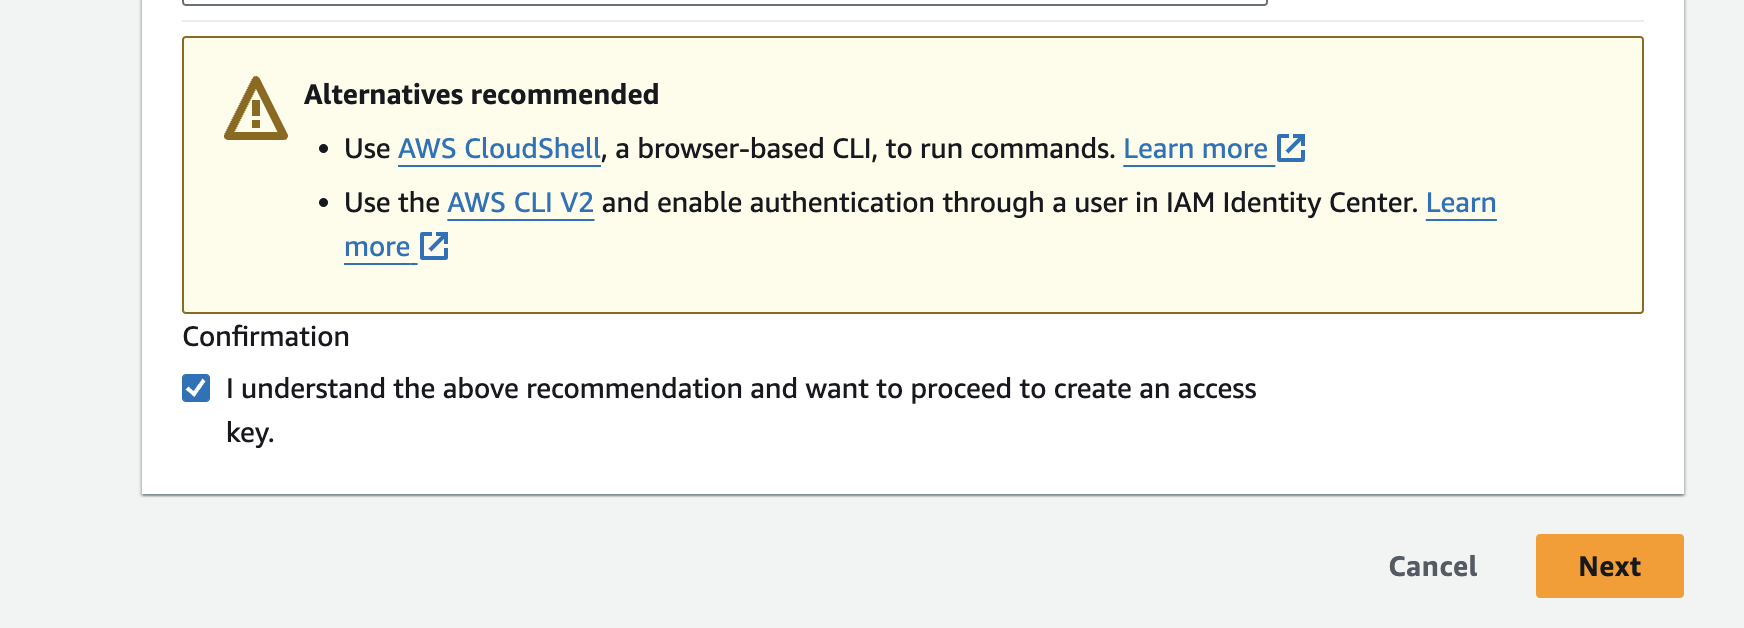 Alternatives recommended
• Use AWS CloudShell, a browser-based CLI, to run commands. Learn more
• Use the AWS CLI V2 and enable authentication through a user in IAM Identity Center. Learn
more
Confirmation
I understand the above recommendation and want to proceed to create an access
key.
Cancel
Next